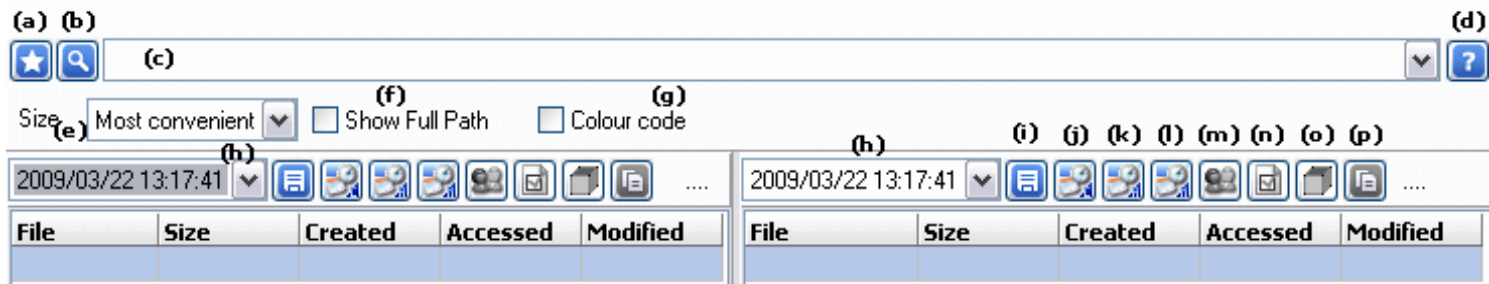 (a) (b) (d)
(c) ?
(f) (g)
Size Most convenient Show Full Path Colour code
(e)
(h) (h) (i) (j) (k) (l) (m) (n) (o) (p)
2009/03/22 13:17:41 .... 2009/03/22 13:17:41 ....
File Size Created Accessed Modified File Size Created Accessed Modified